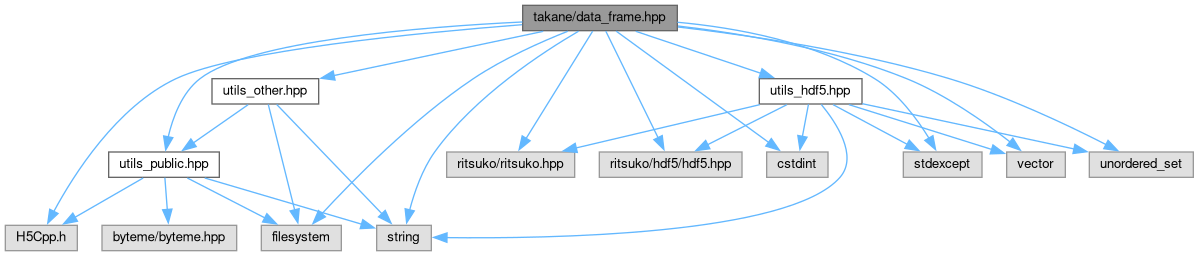 takane/data_frame.hpp
utils_other.hpp
utils_hdf5.hpp
utils_public.hpp
ritsuko/ritsuko.hpp
ritsuko/hdf5/hdf5.hpp
cstdint
stdexcept
vector
unordered_set
H5Cpp.h
byteme/byteme.hpp
filesystem
string